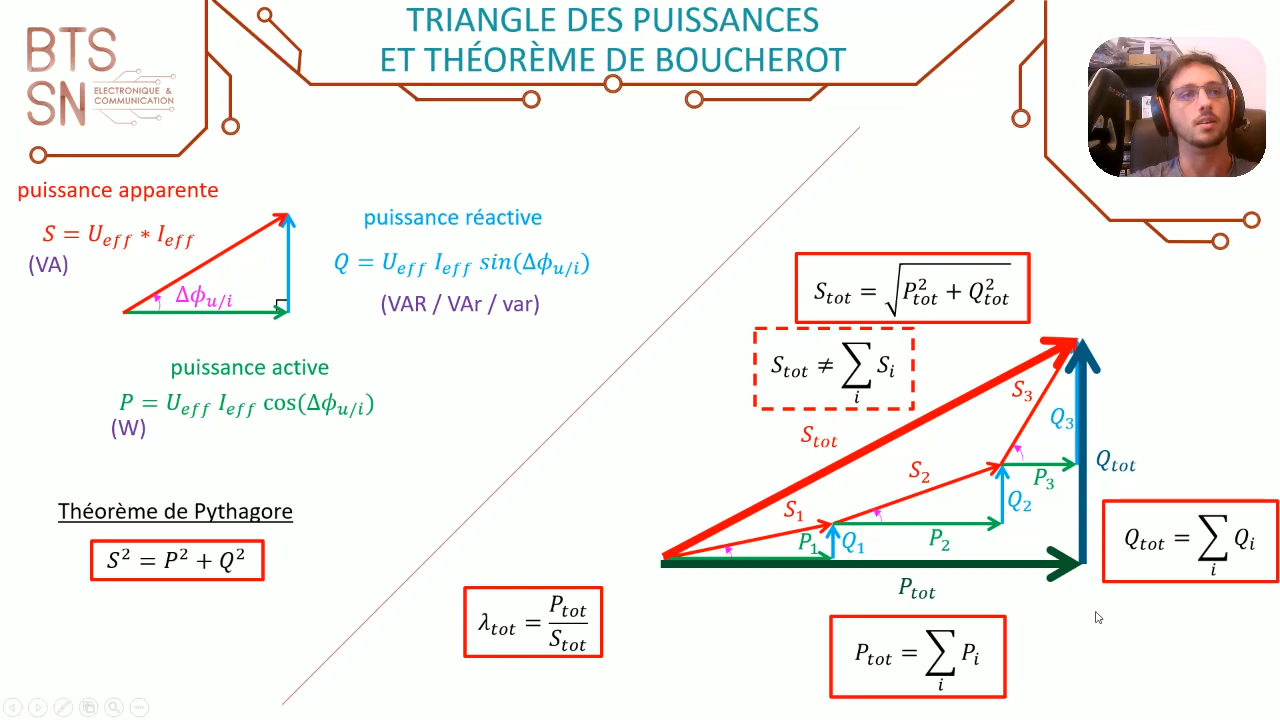 TRIANGLE DES PUISSANCES
ET THÉORÈME DE BOUCHEROT
BTS
SN
ELECTRONIQUE &
COMMUNICATION
puissance apparente
S = U_eff * I_eff
(VA)
Δϕ_u/i
puissance réactive
Q = U_eff I_eff sin(Δϕ_u/i)
(VAR / VAr / var)
puissance active
P = U_eff I_eff cos(Δϕ_u/i)
(W)
Théorème de Pythagore
S² = P² + Q²
S_tot = √(P²_tot + Q²_tot)
S_tot ≠ ∑_i S_i
S_tot
S_1
S_2
S_3
P_1
Q_1
P_2
Q_2
P_3
Q_3
Q_tot
P_tot
Q_tot = ∑_i Q_i
λ_tot = P_tot / S_tot
P_tot = ∑_i P_i